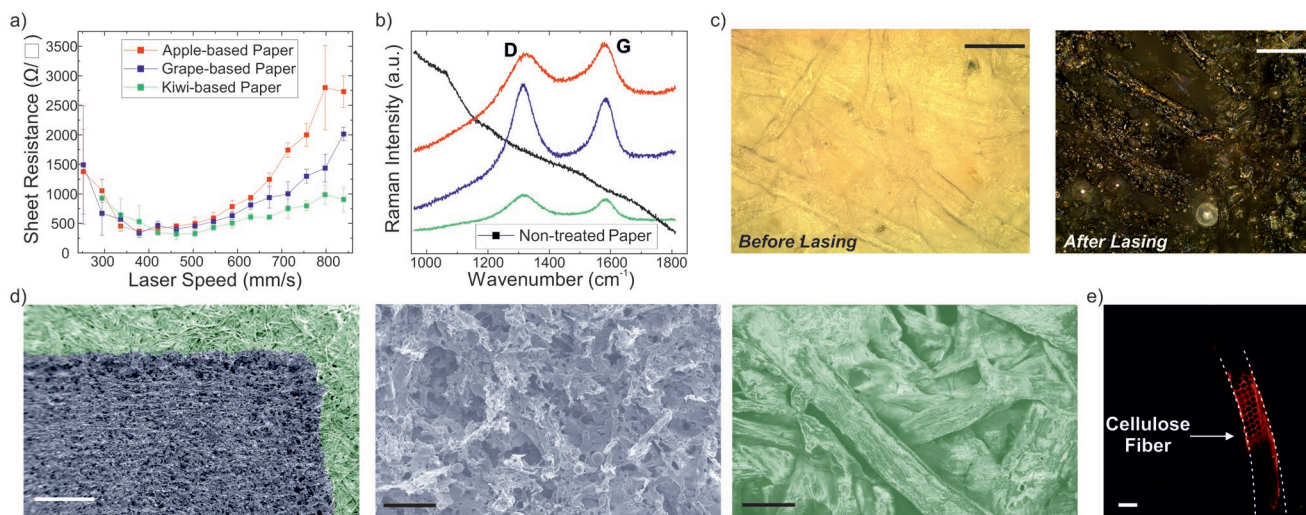 a)
Sheet Resistance (Ω/□)
3500
3000
2500
2000
1500
1000
500
0
Apple-based Paper
Grape-based Paper
Kiwi-based Paper
300 400 500 600 700 800
Laser Speed (mm/s)
b)
Raman Intensity (a.u.)
D
G
Non-treated Paper
1000 1200 1400 1600 1800
Wavenumber (cm⁻¹)
c)
Before Lasing
After Lasing
d)
e)
Cellulose
Fiber